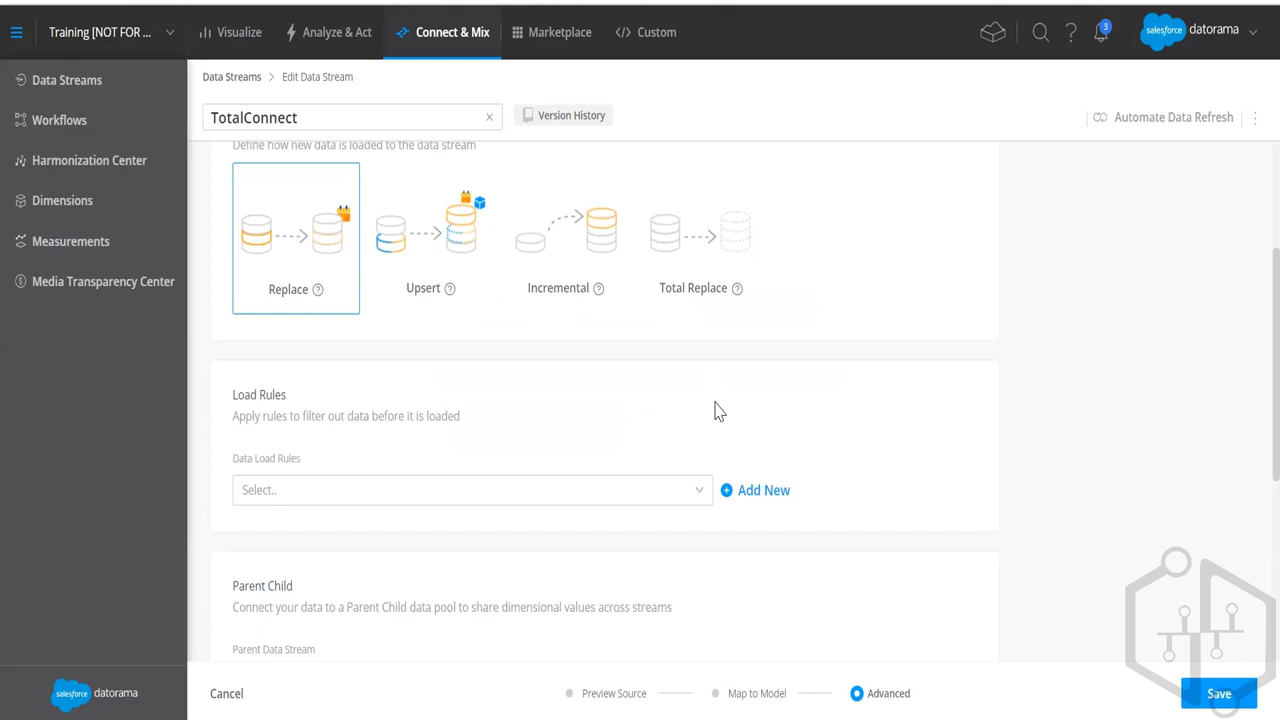 Training [NOT FOR ...
Visualize
Analyze & Act
Connect & Mix
Marketplace
Custom
3
salesforce datorama
Data Streams
Workflows
Harmonization Center
Dimensions
Measurements
Media Transparency Center
Data Streams > Edit Data Stream
TotalConnect
Version History
Automate Data Refresh
Define how new data is loaded to the data stream
Replace
Upsert
Incremental
Total Replace
Load Rules
Apply rules to filter out data before it is loaded
Data Load Rules
Select..
Add New
Parent Child
Connect your data to a Parent Child data pool to share dimensional values across streams
Parent Data Stream
salesforce datorama
Cancel
Preview Source
Map to Model
Advanced
Save